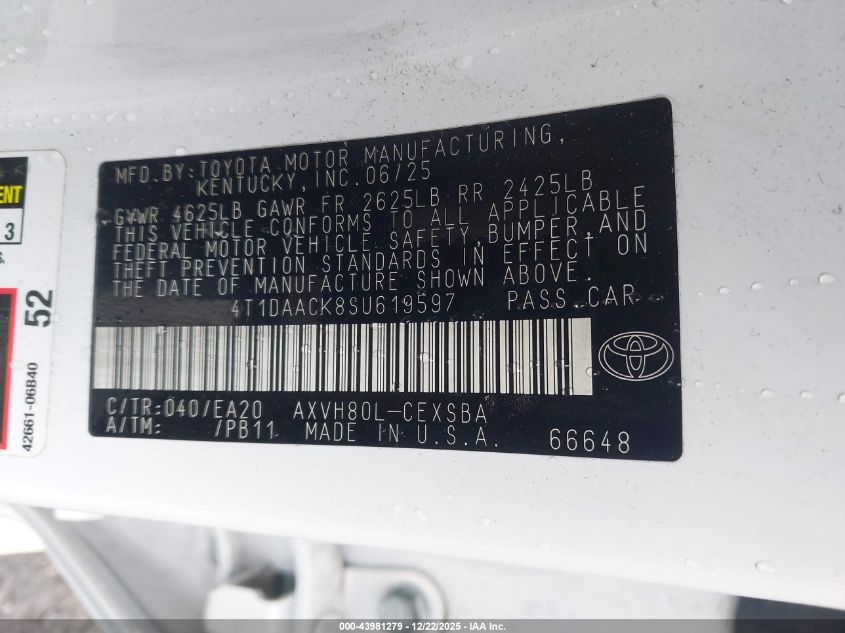 MFD.BY:TOYOTA MOTOR MANUFACTURING,
KENTUCKY,INC.06/25
GVWR 4625LB GAWR FR 2625LB RR 2425LB
THIS VEHICLE CONFORMS TO ALL APPLICABLE
FEDERAL MOTOR VEHICLE SAFETY,BUMPER,AND
THEFT PREVENTION STANDARDS IN EFFECT ON
THE DATE OF MANUFACTURE SHOWN ABOVE.
4T1DAACK8SU619597 PASS.CAR
C/TR:040/EA20 AXVH80L-CEXSBA
A/TM: /PB11 MADE IN U.S.A. 66648
ENT
3
S.
52
42661-06B40
000-43981279 - 12/22/2025 - IAA Inc.